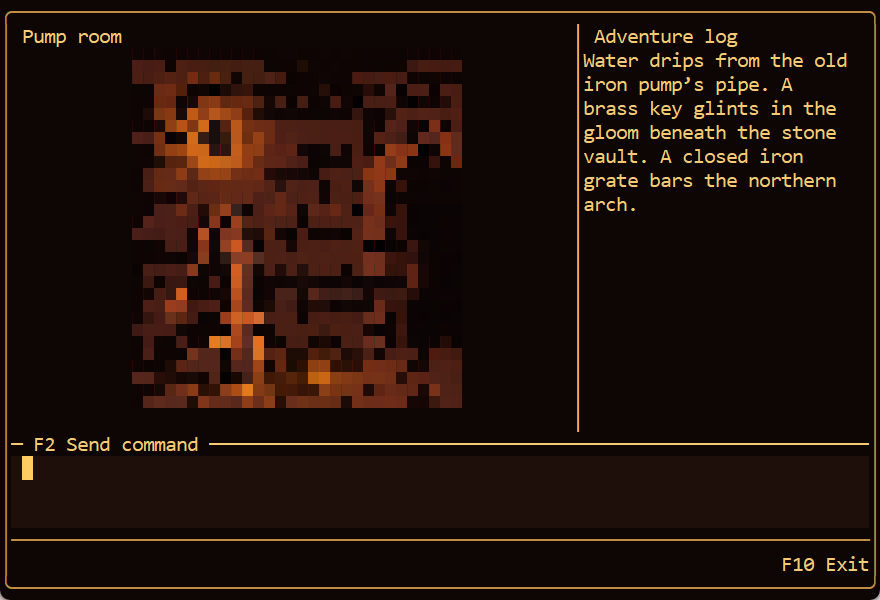 Pump room
Adventure log
Water drips from the old
iron pump’s pipe. A
brass key glints in the
gloom beneath the stone
vault. A closed iron
grate bars the northern
arch.
F2 Send command
F10 Exit